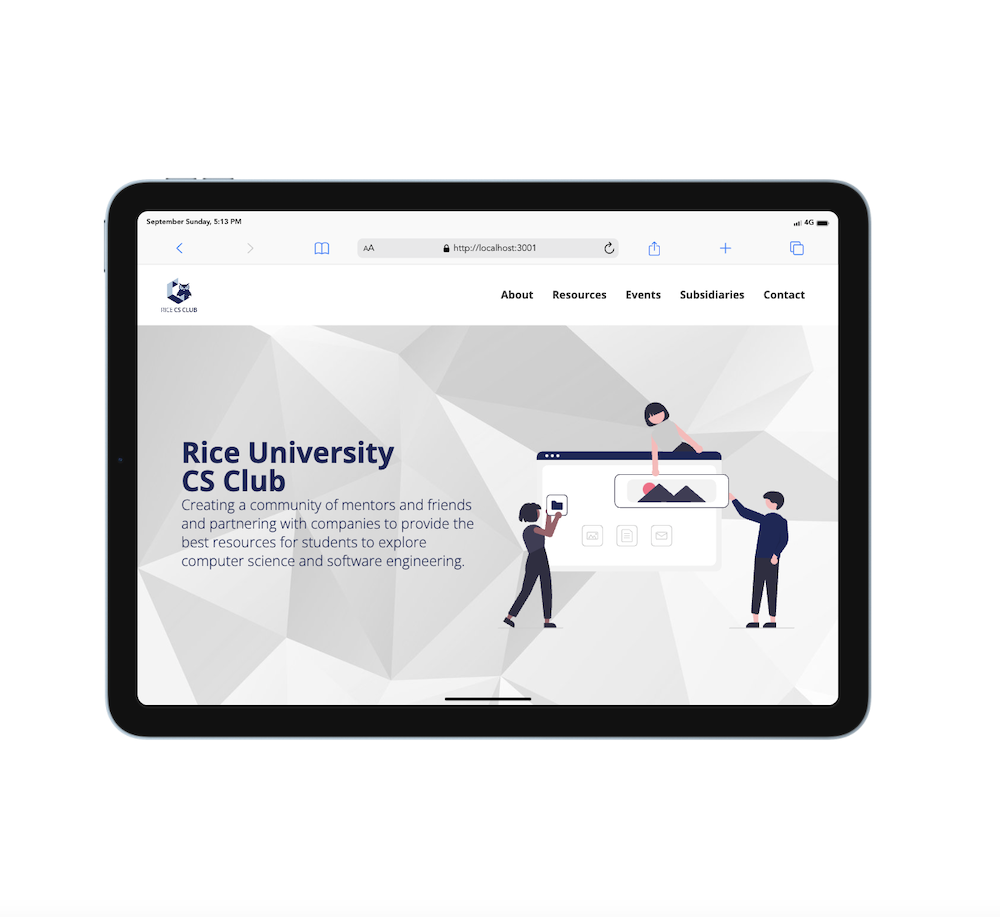 September Sunday, 5:13 PM
4G
AA
http://localhost:3001
RICE CS CLUB
About Resources Events Subsidiaries Contact
Rice University
CS Club
Creating a community of mentors and friends
and partnering with companies to provide the
best resources for students to explore
computer science and software engineering.